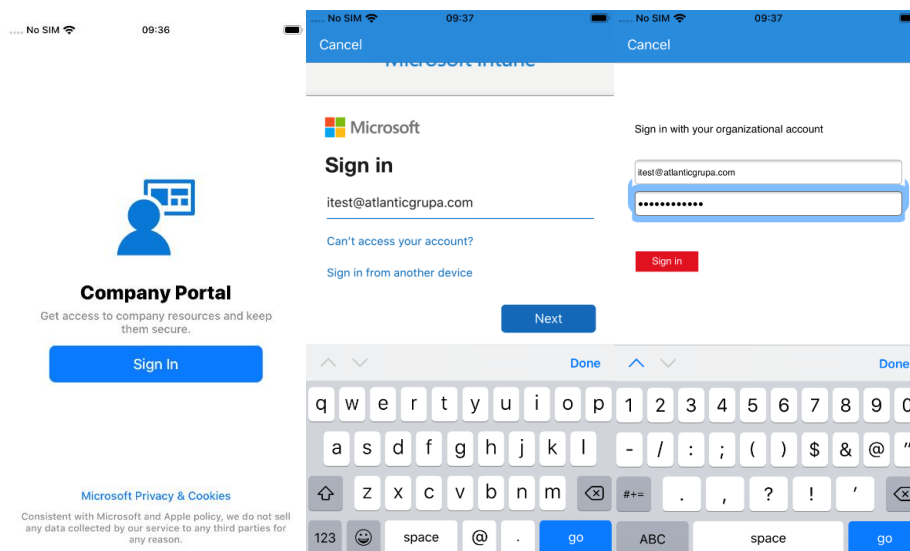 .... No SIM 09:36
Company Portal
Get access to company resources and keep
them secure.
Sign In
Microsoft Privacy & Cookies
Consistent with Microsoft and Apple policy, we do not sell
any data collected by our service to any third parties for
any reason.
.... No SIM 09:37
Cancel
Microsoft Intune
Microsoft
Sign in
itest@atlanticgrupa.com
Can't access your account?
Sign in from another device
Next
Done
q w e r t y u i o p
a s d f g h j k l
z x c v b n m
123 space @ . go
.... No SIM 09:37
Cancel
Sign in with your organizational account
itest@atlanticgrupa.com
••••••••••••
Sign in
Done
1 2 3 4 5 6 7 8 9 0
- / : ; ( ) $ & @ "
#+= . , ? ! '
ABC space go